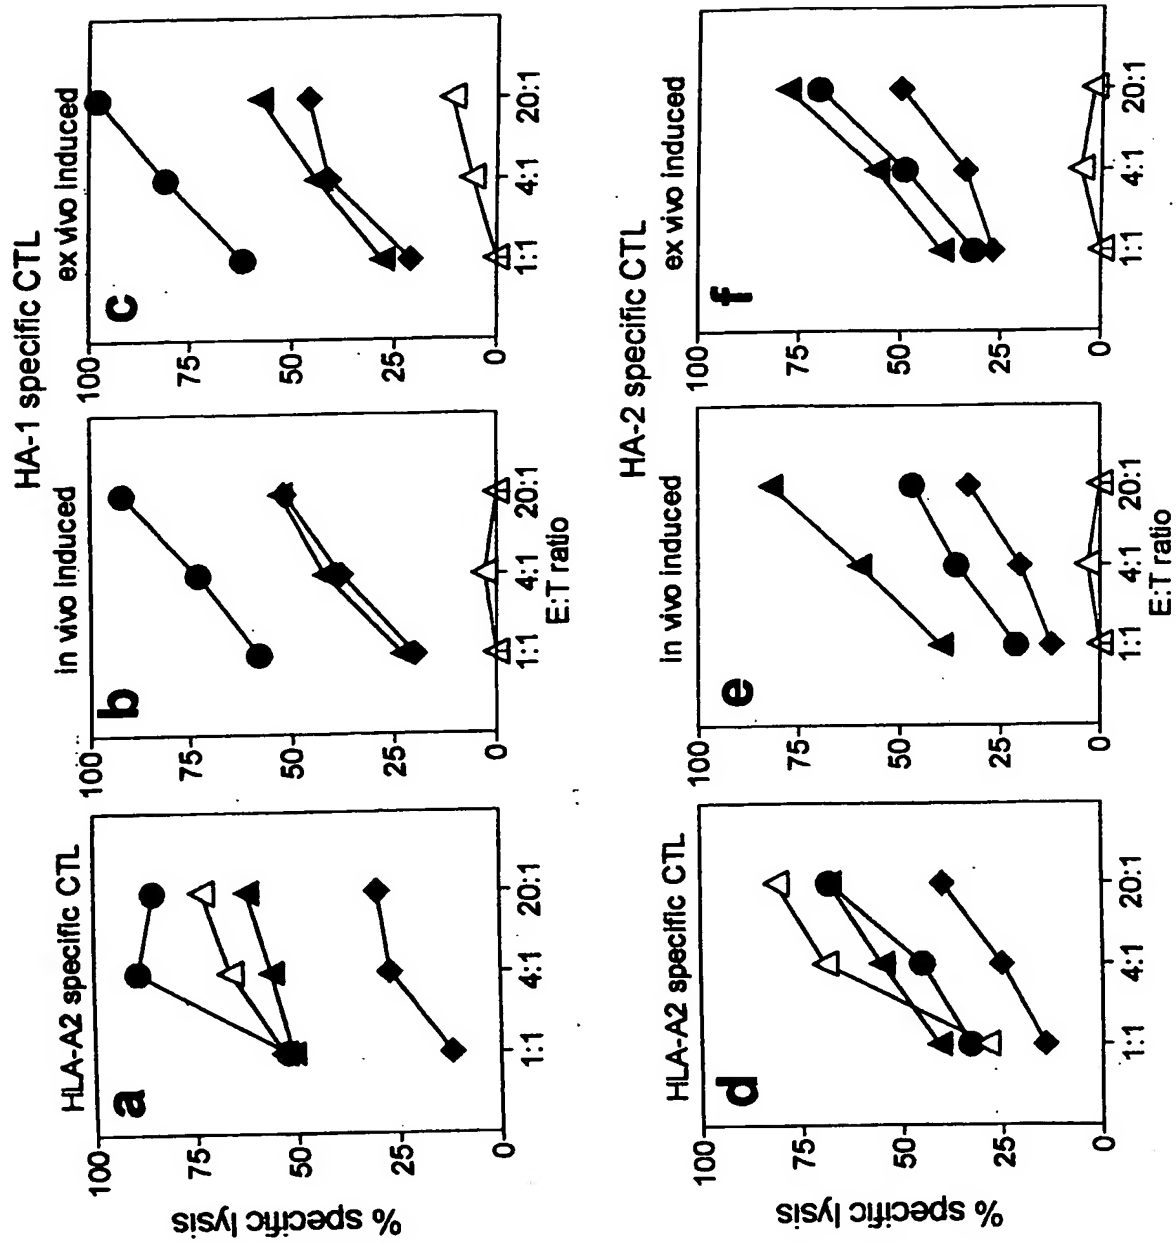 HA-1 specific CTL
HLA-A2 specific CTL
in vivo induced
ex vivo induced
a
b
c
% specific lysis
100
75
50
25
0
1:1
4:1
20:1
100
75
50
25
0
1:1
4:1
20:1
E:T ratio
100
75
50
25
0
1:1
4:1
20:1
HA-2 specific CTL
HLA-A2 specific CTL
in vivo induced
ex vivo induced
d
e
f
% specific lysis
100
75
50
25
0
1:1
4:1
20:1
100
75
50
25
0
1:1
4:1
20:1
E:T ratio
100
75
50
25
0
1:1
4:1
20:1